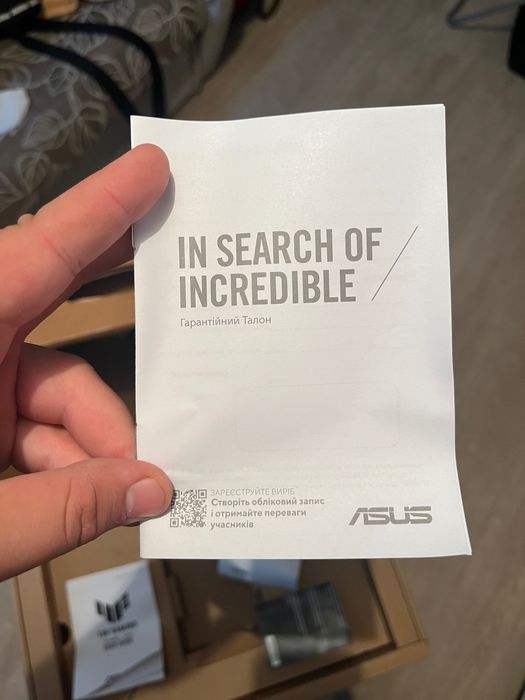 IN SEARCH OF
INCREDIBLE
Гарантійний Талон
ЗАРЕЄСТРУЙТЕ ВИРІБ
Створіть обліковий запис
і отримайте переваги
учасників
ASUS